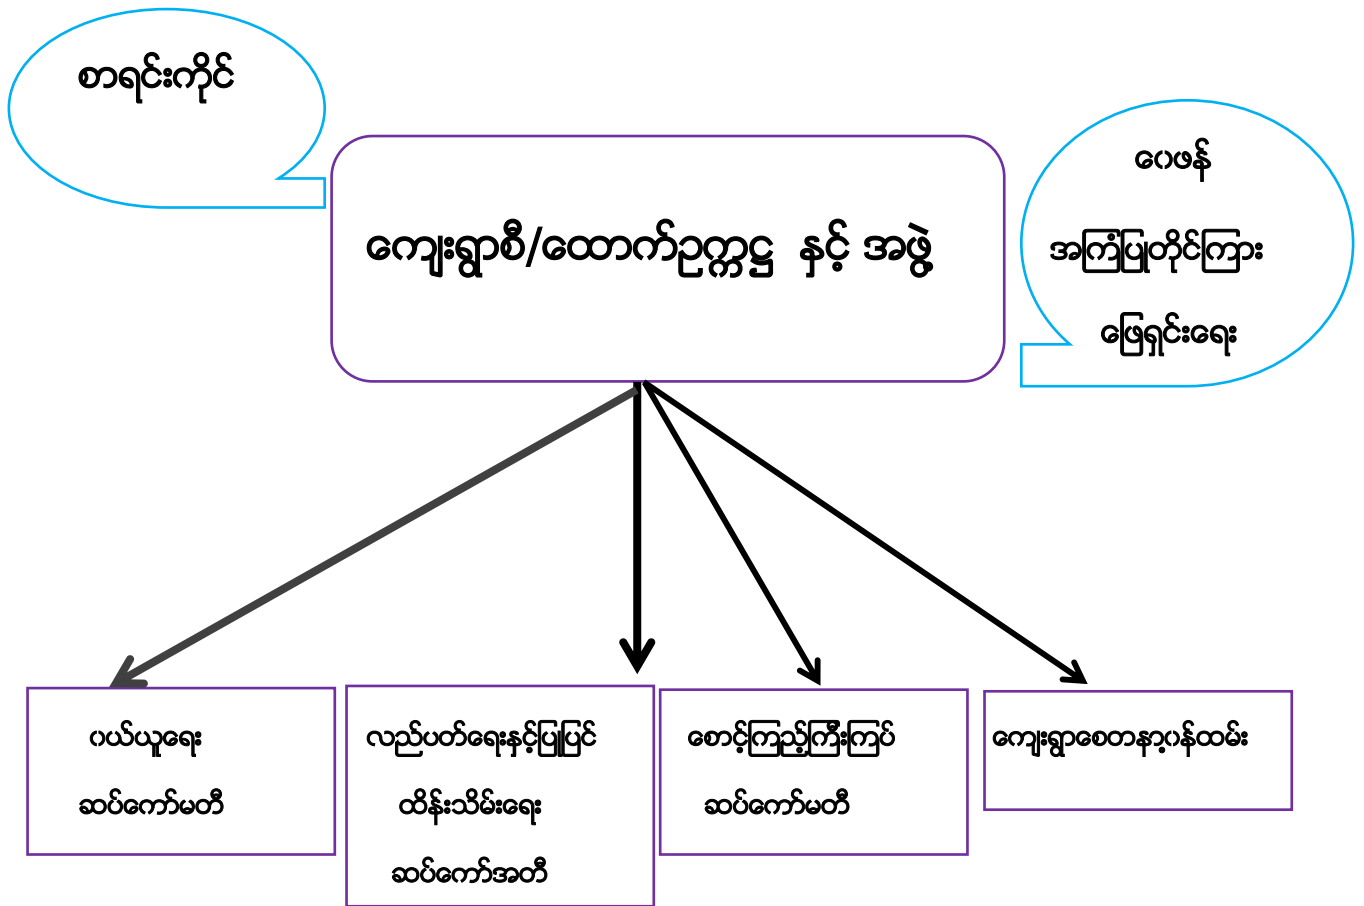 စာရင်းကိုင်
ကျေးရွာစီ/ထောက်ဥက္ကဋ္ဌ နှင့် အဖွဲ့
ဝေဖန်
အကြံပြုတိုင်ကြား
ဖြေရှင်းရေး
ဝယ်ယူရေး
ဆပ်ကော်မတီ
လည်ပတ်ရေးနှင့်ပြုပြင်
ထိန်းသိမ်းရေး
ဆပ်ကော်အတီ
စောင့်ကြည့်ကြီးကြပ်
ဆပ်ကော်မတီ
ကျေးရွာစေတနာ့ဝန်ထမ်း